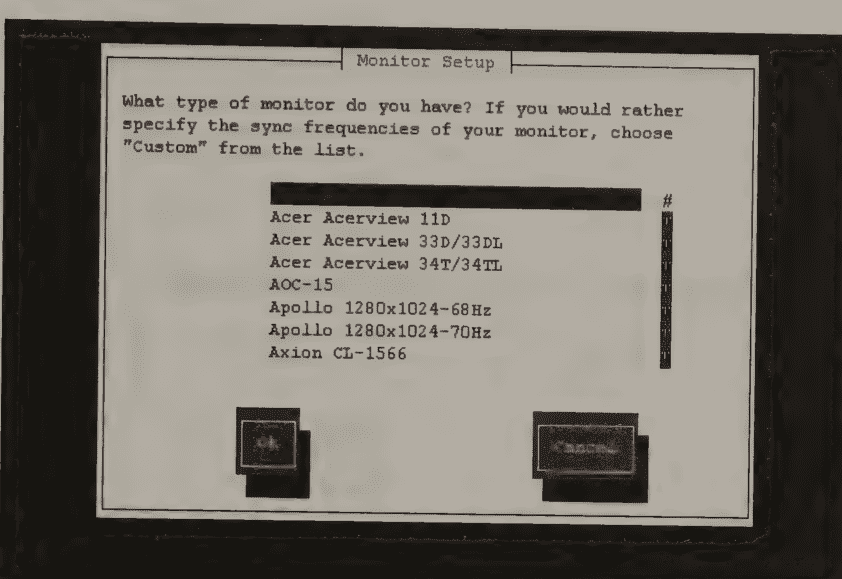 Monitor Setup
What type of monitor do you have? If you would rather
specify the sync frequencies of your monitor, choose
"Custom" from the list.
#
Acer Acerview 11D
Acer Acerview 33D/33DL
Acer Acerview 34T/34TL
AOC-15
Apollo 1280x1024-68Hz
Apollo 1280x1024-70Hz
Axion CL-1566
Ok
Cancel